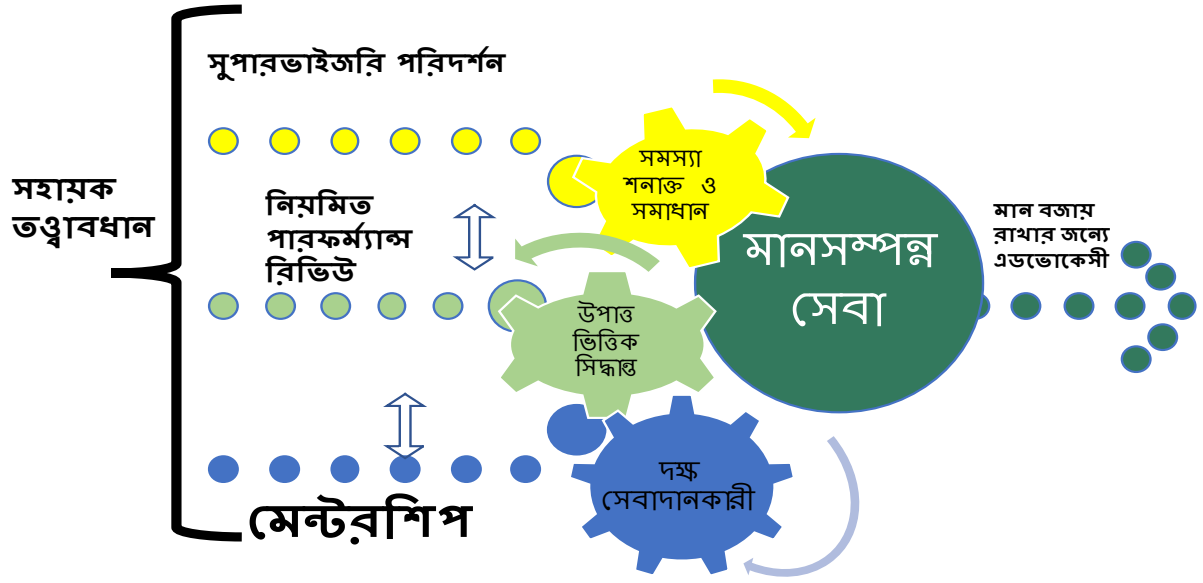 সুপারভাইজরি পরিদর্শন
সহায়ক
তত্ত্বাবধান
নিয়মিত
পারফর্ম্যান্স
রিভিউ
মেন্টরশিপ
সমস্যা
শনাক্ত ও
সমাধান
উপাত্ত
ভিত্তিক
সিদ্ধান্ত
দক্ষ
সেবাদানকারী
মানসম্পন্ন
সেবা
মান বজায়
রাখার জন্যে
এডভোকেসী